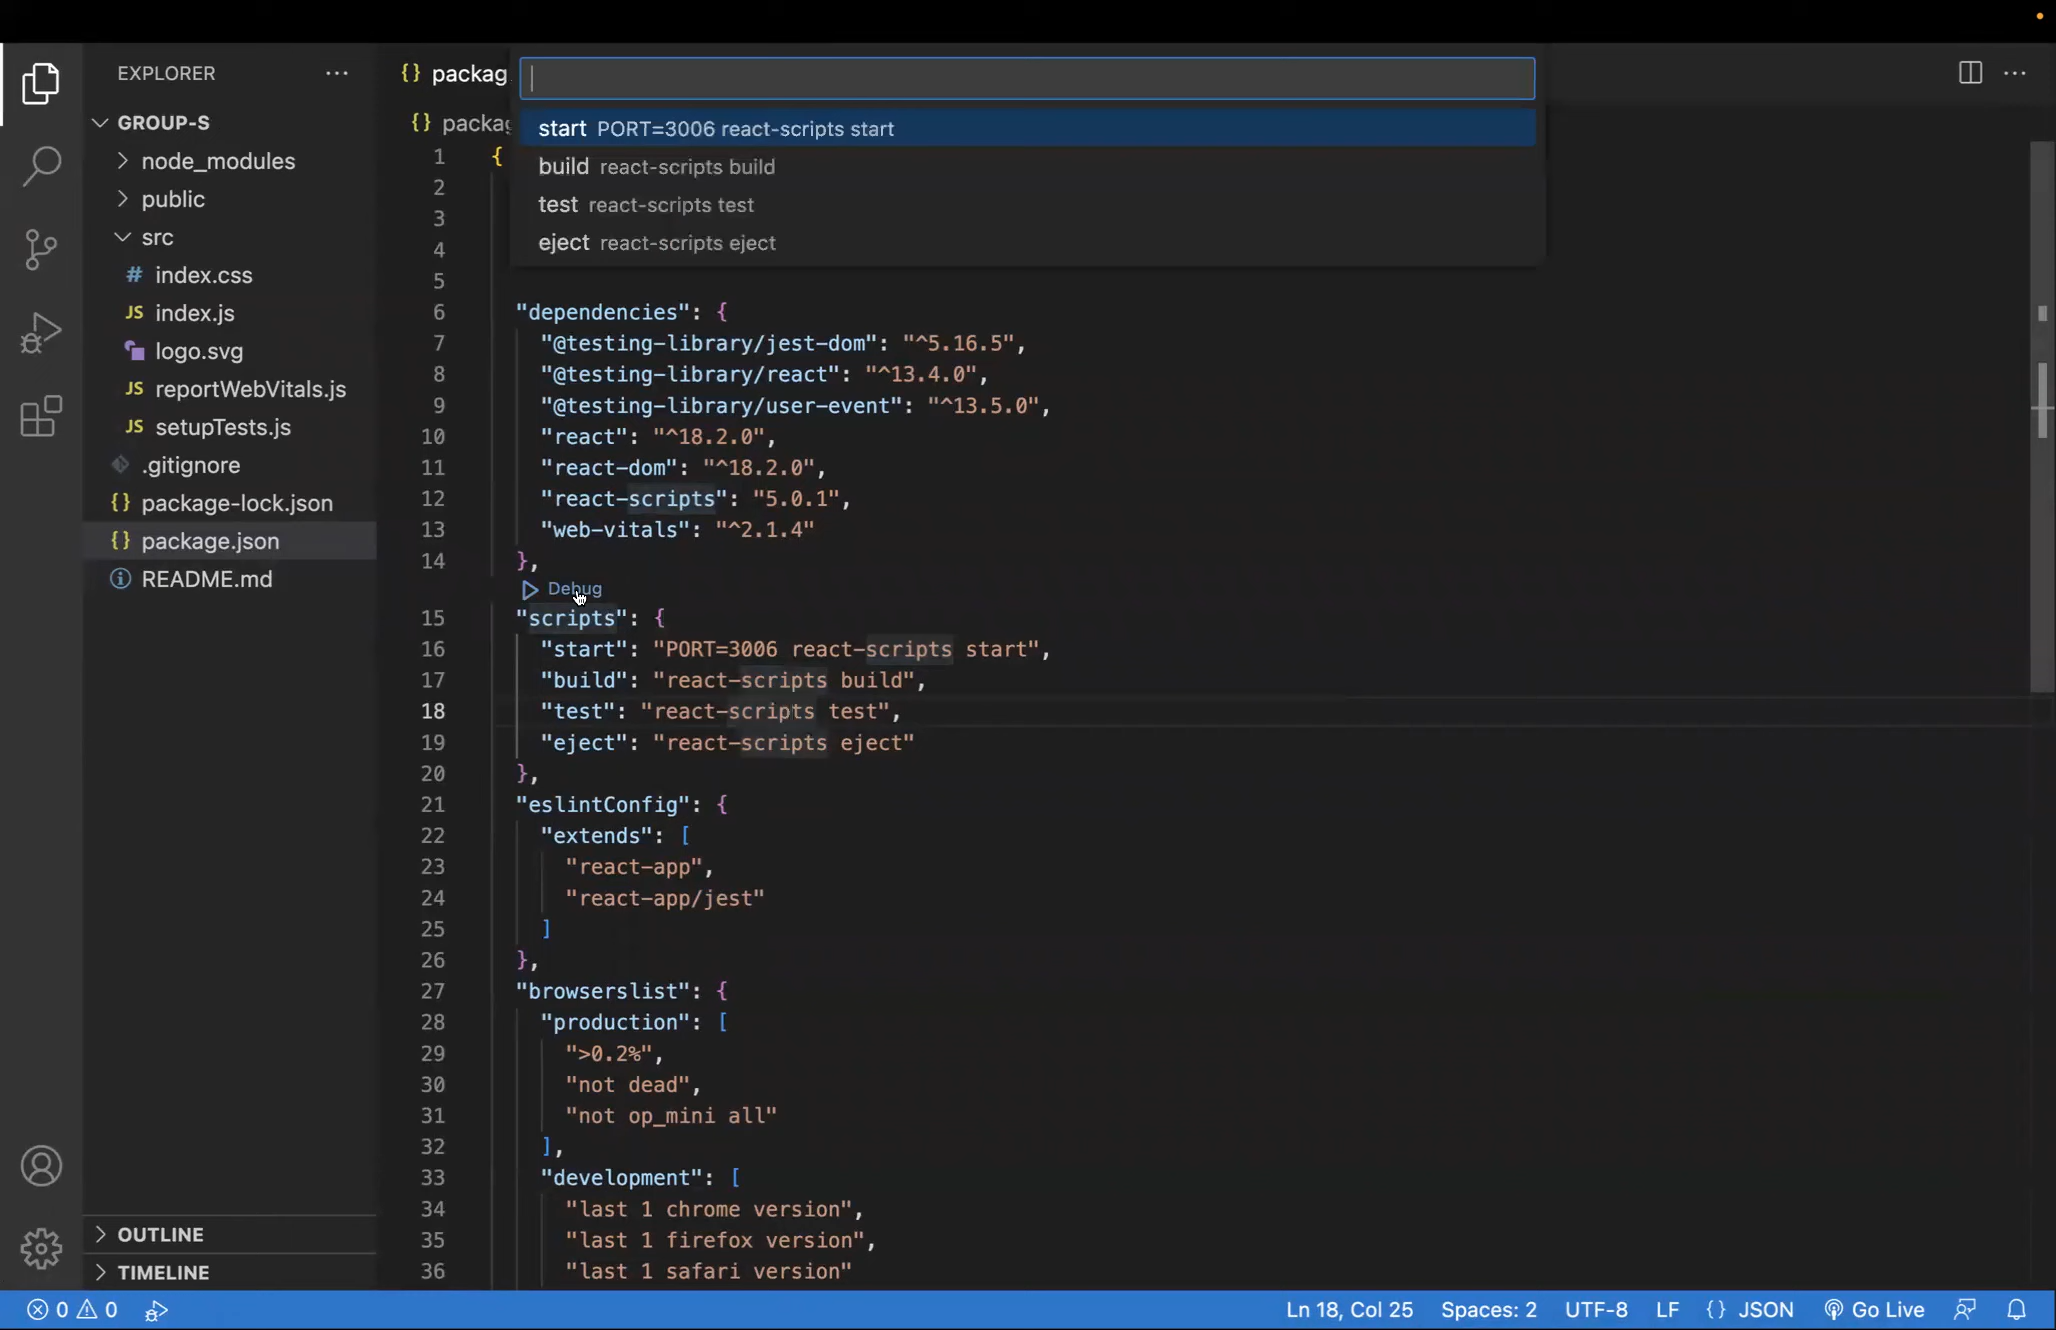 EXPLORER
GROUP-S
node_modules
public
src
# index.css
JS index.js
logo.svg
JS reportWebVitals.js
JS setupTests.js
.gitignore
{} package-lock.json
{} package.json
README.md
OUTLINE
TIMELINE
{} packag
{} packag
start PORT=3006 react-scripts start
build react-scripts build
test react-scripts test
eject react-scripts eject
1 {
2
3
4
5
6 "dependencies": {
7 "@testing-library/jest-dom": "^5.16.5",
8 "@testing-library/react": "^13.4.0",
9 "@testing-library/user-event": "^13.5.0",
10 "react": "^18.2.0",
11 "react-dom": "^18.2.0",
12 "react-scripts": "5.0.1",
13 "web-vitals": "^2.1.4"
14 },
Debug
15 "scripts": {
16 "start": "PORT=3006 react-scripts start",
17 "build": "react-scripts build",
18 "test": "react-scripts test",
19 "eject": "react-scripts eject"
20 },
21 "eslintConfig": {
22 "extends": [
23 "react-app",
24 "react-app/jest"
25 ]
26 },
27 "browserslist": {
28 "production": [
29 ">0.2%",
30 "not dead",
31 "not op_mini all"
32 ],
33 "development": [
34 "last 1 chrome version",
35 "last 1 firefox version",
36 "last 1 safari version"
0 0 Ln 18, Col 25 Spaces: 2 UTF-8 LF {} JSON Go Live